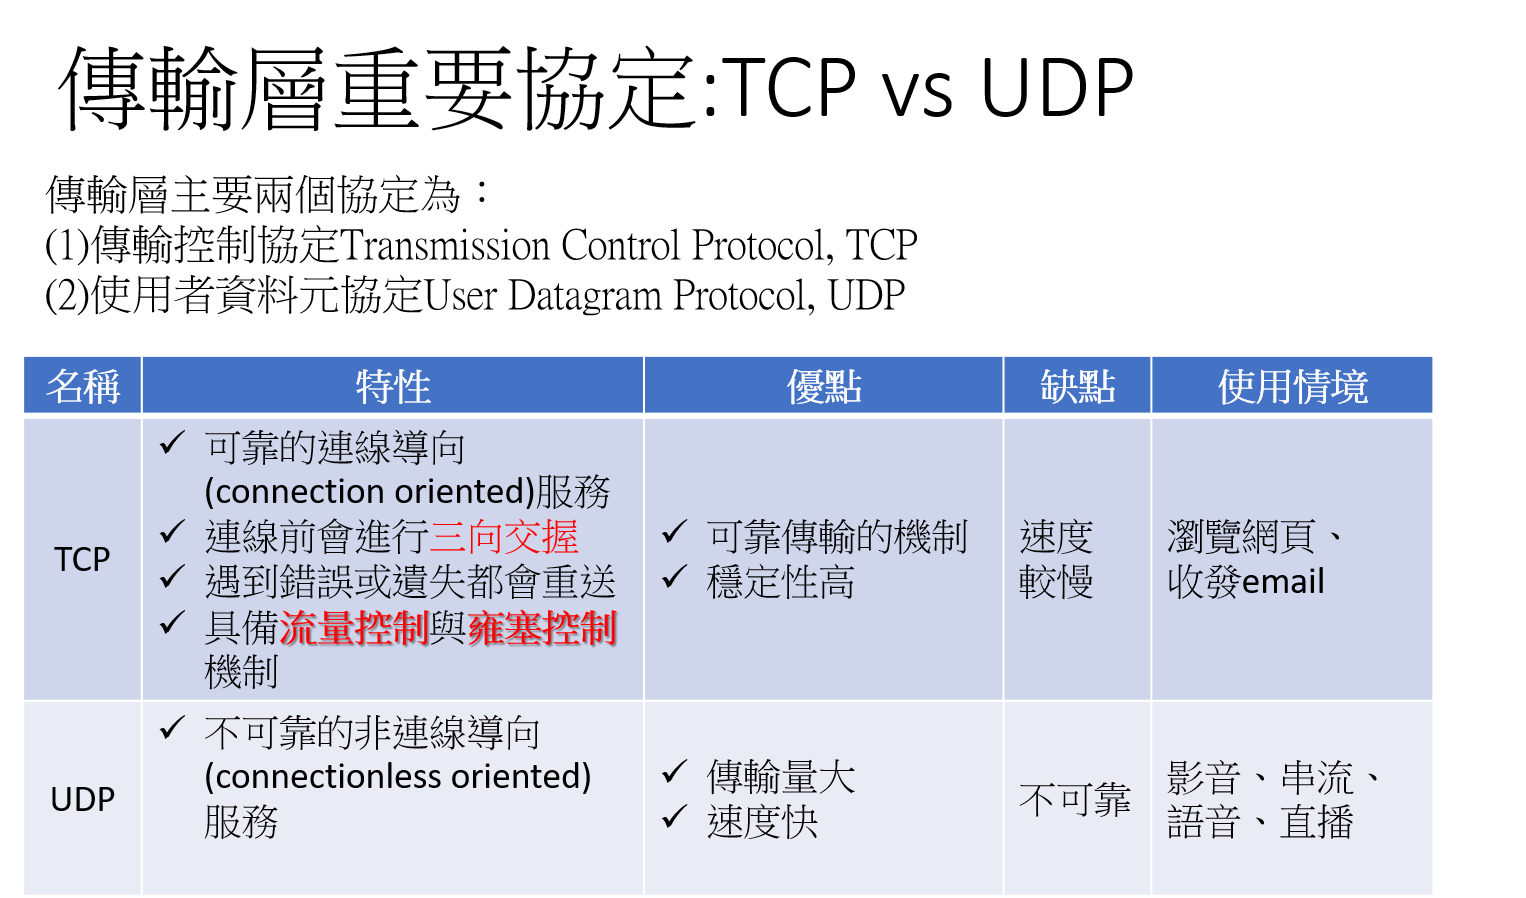 傳輸層重要協定:TCP vs UDP
傳輸層主要兩個協定為：
(1)傳輸控制協定Transmission Control Protocol, TCP
(2)使用者資料元協定User Datagram Protocol, UDP
名稱
特性
優點
缺點
使用情境
TCP
✓ 可靠的連線導向
(connection oriented)服務
✓ 連線前會進行三向交握
✓ 遇到錯誤或遺失都會重送
✓ 具備流量控制與雍塞控制
機制
✓ 可靠傳輸的機制
✓ 穩定性高
速度
較慢
瀏覽網頁、
收發email
UDP
✓ 不可靠的非連線導向
(connectionless oriented)
服務
✓ 傳輸量大
✓ 速度快
不可靠
影音、串流、
語音、直播